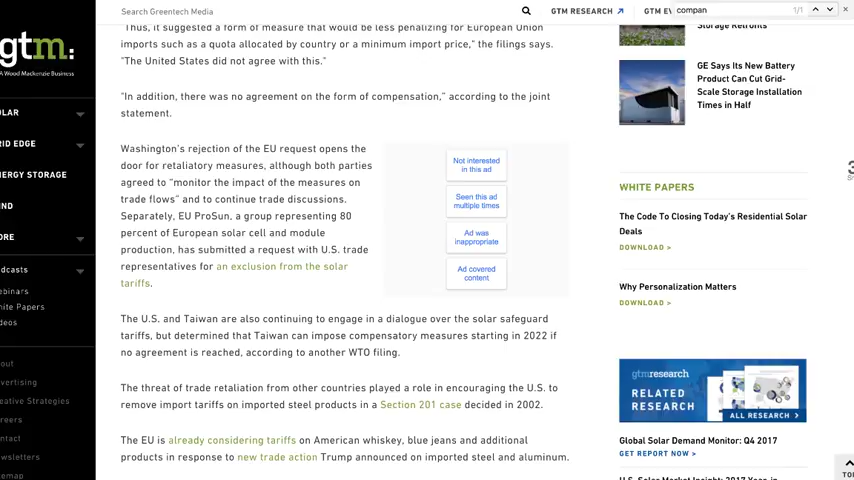 Search Greentech Media
GTM RESEARCH
GTM EV
compan
1/1
gtm:
A Wood Mackenzie Business
OLAR
RID EDGE
NERGY STORAGE
IND
ORE
dcasts
ebinars
hite Papers
deos
out
vertising
eative Strategies
reers
ntact
wsletters
temap
"Thus, it suggested a form of measure that would be less penalizing for European Union
imports such as a quota allocated by country or a minimum import price," the filings says.
"The United States did not agree with this."
"In addition, there was no agreement on the form of compensation," according to the joint
statement.
Washington's rejection of the EU request opens the
door for retaliatory measures, although both parties
agreed to "monitor the impact of the measures on
trade flows" and to continue trade discussions.
Separately, EU ProSun, a group representing 80
percent of European solar cell and module
production, has submitted a request with U.S. trade
representatives for an exclusion from the solar
tariffs.
Not interested
in this ad
Seen this ad
multiple times
Ad was
inappropriate
Ad covered
content
The U.S. and Taiwan are also continuing to engage in a dialogue over the solar safeguard
tariffs, but determined that Taiwan can impose compensatory measures starting in 2022 if
no agreement is reached, according to another WTO filing.
The threat of trade retaliation from other countries played a role in encouraging the U.S. to
remove import tariffs on imported steel products in a Section 201 case decided in 2002.
The EU is already considering tariffs on American whiskey, blue jeans and additional
products in response to new trade action Trump announced on imported steel and aluminum.
Storage Retrofits
GE Says Its New Battery
Product Can Cut Grid-
Scale Storage Installation
Times in Half
WHITE PAPERS
The Code To Closing Today's Residential Solar
Deals
DOWNLOAD >
Why Personalization Matters
DOWNLOAD >
gtmresearch
RELATED
RESEARCH
ALL RESEARCH >
Global Solar Demand Monitor: Q4 2017
GET REPORT NOW >
U.S. Solar Market Insight: 2017 Year in
TO